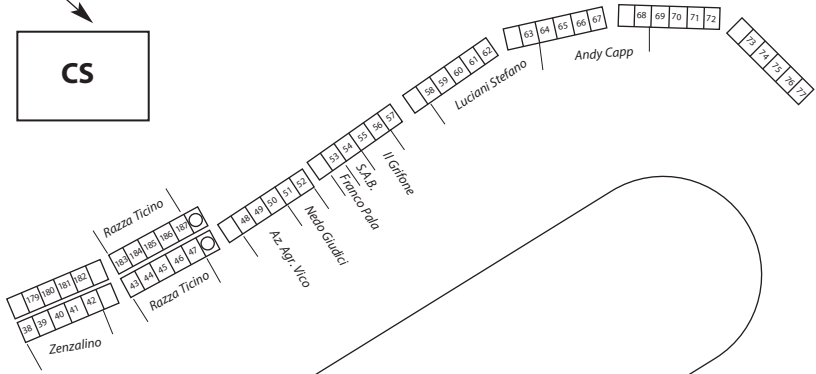 CS
63 64 65 66 67
68 69 70 71 72
73 74 75 76 77
58 59 60 61 62
Luciani Stefano
Andy Capp
53 54 55 56 57
Il Grifone
S.A.B.
Franco Pala
48 49 50 51 52
Nedo Giudici
Az. Agr. Vico
Razza Ticino
183 184 185 186 187
43 44 45 46 47
Razza Ticino
179 180 181 182
38 39 40 41 42
Zenzalino